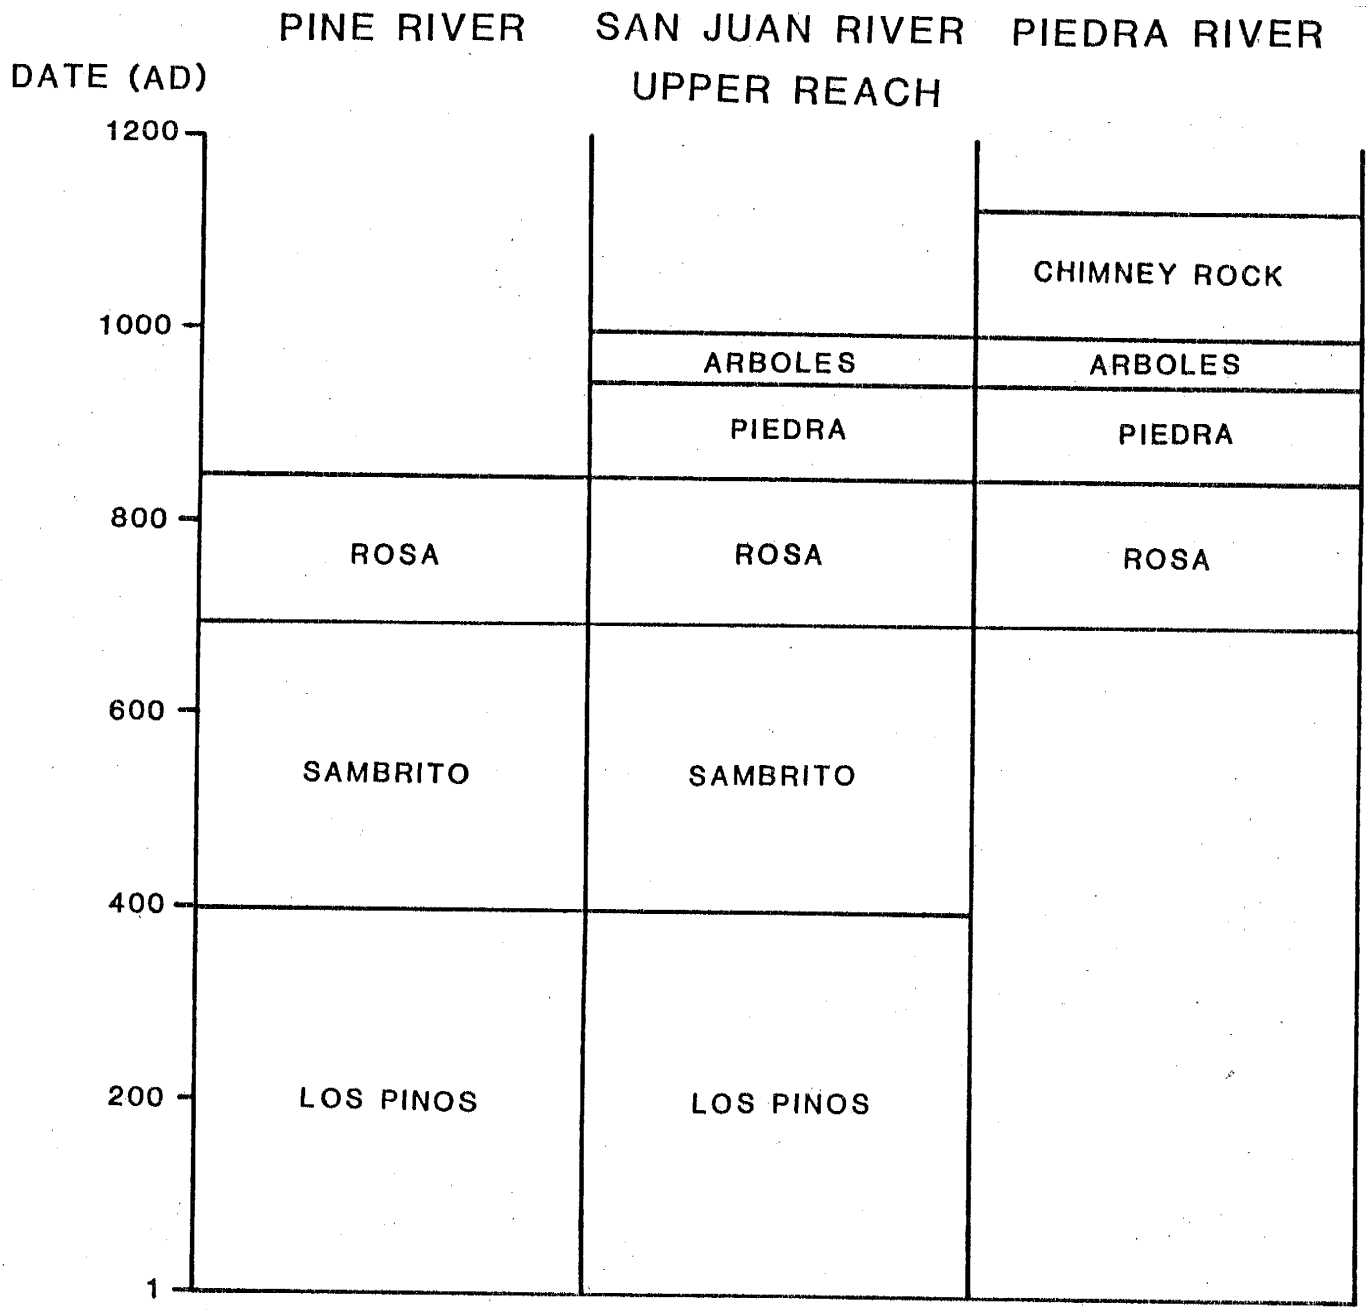 PINE RIVER SAN JUAN RIVER PIEDRA RIVER
DATE (AD) UPPER REACH
1200
CHIMNEY ROCK
1000
ARBOLES ARBOLES
PIEDRA PIEDRA
800
ROSA ROSA ROSA
600
SAMBRITO SAMBRITO
400
200 LOS PINOS LOS PINOS
1